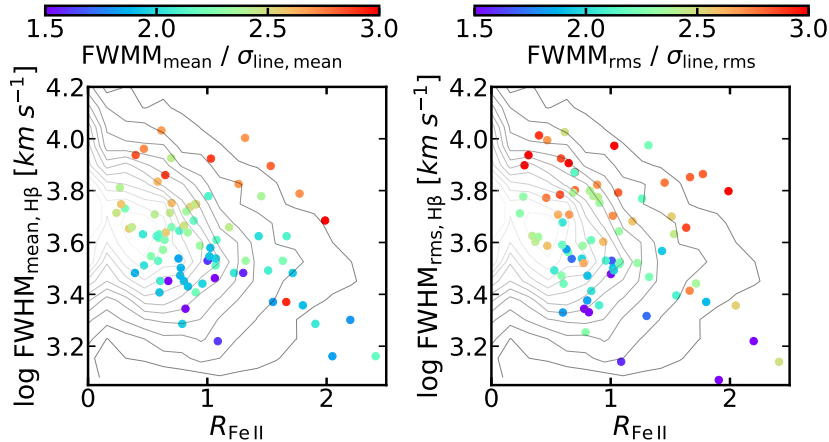 1.5 2.0 2.5 3.0
FWMM_mean / σ_line, mean
log FWHM_mean, Hβ [km s⁻¹]
4.2
4.0
3.8
3.6
3.4
3.2
0 1 2
R_Fe II
1.5 2.0 2.5 3.0
FWMM_rms / σ_line, rms
log FWHM_rms, Hβ [km s⁻¹]
4.2
4.0
3.8
3.6
3.4
3.2
0 1 2
R_Fe II